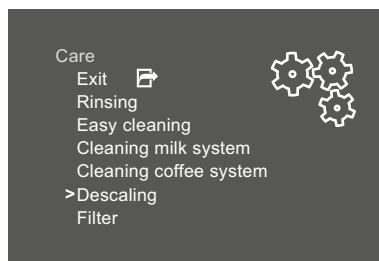 Care
Exit
Rinsing
Easy cleaning
Cleaning milk system
Cleaning coffee system
>Descaling
Filter